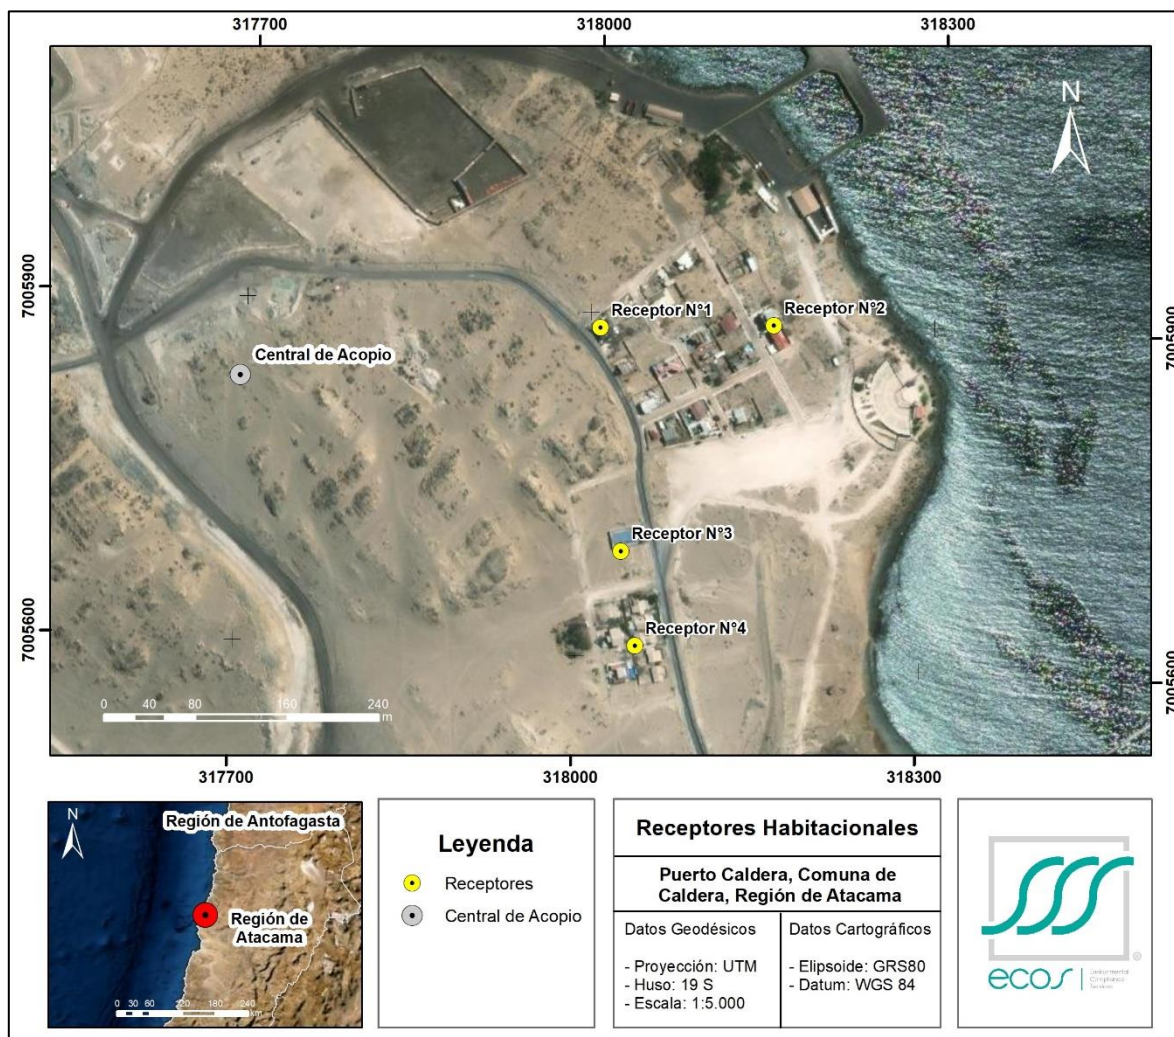 317700
318000
318300
N
7005900
Receptor N°1
Receptor N°2
7005900
Central de Acopio
Receptor N°3
7005600
Receptor N°4
7005600
0 40 80 160 240
m
317700
318000
318300
N
Región de Antofagasta
Región de
Atacama
0 30 60 120 180 240
km
Leyenda
Receptores
Central de Acopio
Receptores Habitacionales
Puerto Caldera, Comuna de
Caldera, Región de Atacama
Datos Geodésicos
- Proyección: UTM
- Huso: 19 S
- Escala: 1:5.000
Datos Cartográficos
- Elipsoide: GRS80
- Datum: WGS 84
®
ecos
Environmental
Compliance
Services